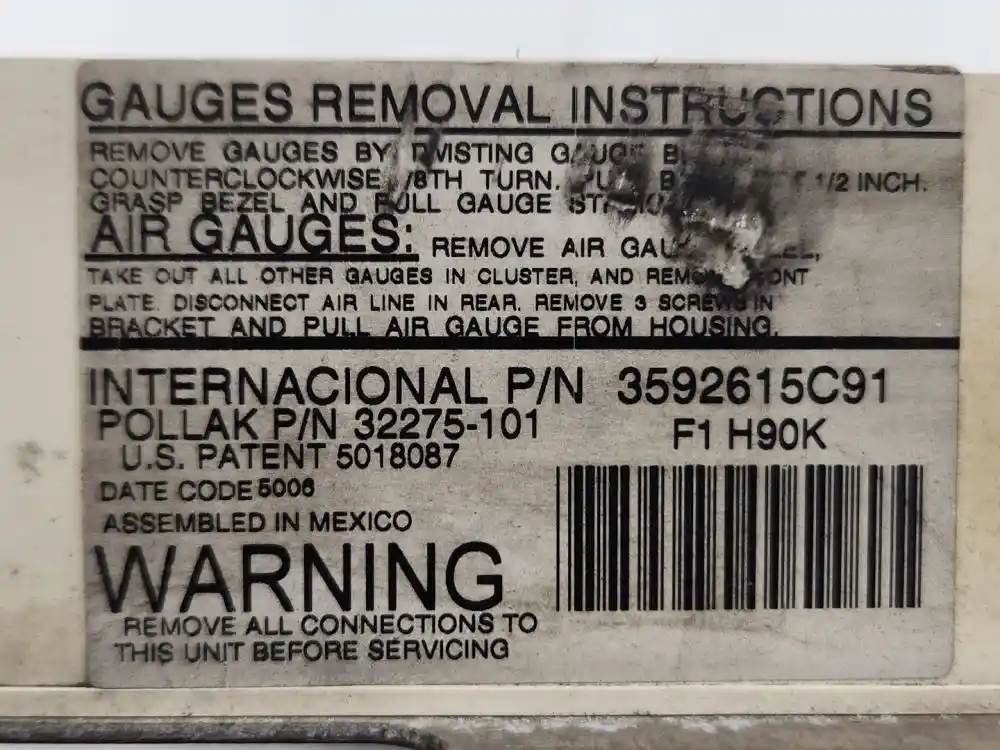 GAUGES REMOVAL INSTRUCTIONS
REMOVE GAUGES BY TWISTING GAUGE
COUNTERCLOCKWISE /8TH TURN. 1/2 INCH.
GRASP BEZEL AND PULL GAUGE
AIR GAUGES: REMOVE AIR
TAKE OUT ALL OTHER GAUGES IN CLUSTER, AND REMOVE FRONT
PLATE. DISCONNECT AIR LINE IN REAR. REMOVE 3 SCREWS IN
BRACKET AND PULL AIR GAUGE FROM HOUSING.
INTERNACIONAL P/N 3592615C91
POLLAK P/N 32275-101
F1 H90K
U.S. PATENT 5018087
DATE CODE 5006
ASSEMBLED IN MEXICO
WARNING
REMOVE ALL CONNECTIONS TO
THIS UNIT BEFORE SERVICING